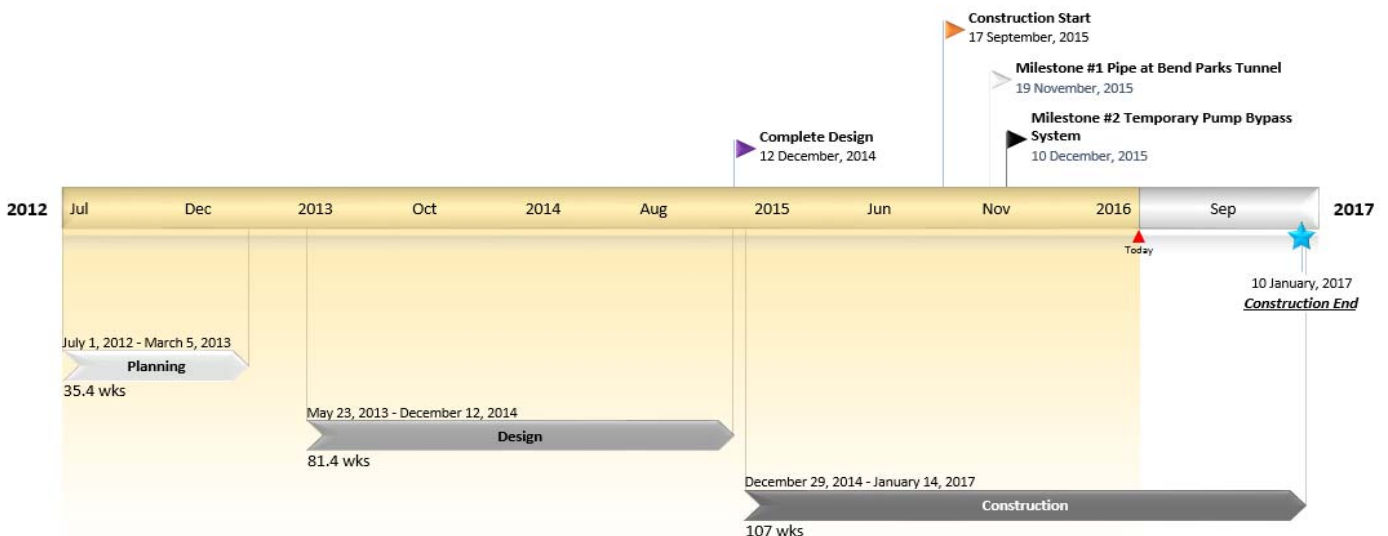 Construction Start
17 September, 2015
Milestone #1 Pipe at Bend Parks Tunnel
19 November, 2015
Milestone #2 Temporary Pump Bypass
System
10 December, 2015
Complete Design
12 December, 2014
2012 Jul Dec 2013 Oct 2014 Aug 2015 Jun Nov 2016 Sep 2017
Today
10 January, 2017
Construction End
July 1, 2012 - March 5, 2013
Planning
35.4 wks
May 23, 2013 - December 12, 2014
Design
81.4 wks
December 29, 2014 - January 14, 2017
Construction
107 wks